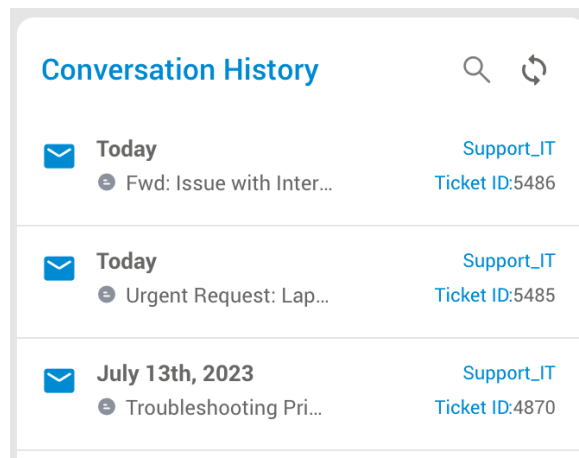 Conversation History
Today Support_IT
Fwd: Issue with Inter... Ticket ID:5486
Today Support_IT
Urgent Request: Lap... Ticket ID:5485
July 13th, 2023 Support_IT
Troubleshooting Pri... Ticket ID:4870